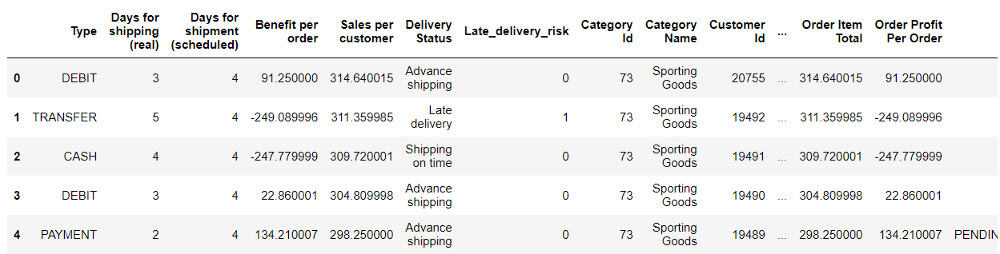 Type Days for shipping (real) Days for shipment (scheduled) Benefit per order Sales per customer Delivery Status Late_delivery_risk Category Id Category Name Customer Id ... Order Item Total Order Profit Per Order
0 DEBIT 3 4 91.250000 314.640015 Advance shipping 0 73 Sporting Goods 20755 ... 314.640015 91.250000
1 TRANSFER 5 4 -249.089996 311.359985 Late delivery 1 73 Sporting Goods 19492 ... 311.359985 -249.089996
2 CASH 4 4 -247.779999 309.720001 Shipping on time 0 73 Sporting Goods 19491 ... 309.720001 -247.779999
3 DEBIT 3 4 22.860001 304.809998 Advance shipping 0 73 Sporting Goods 19490 ... 304.809998 22.860001
4 PAYMENT 2 4 134.210007 298.250000 Advance shipping 0 73 Sporting Goods 19489 ... 298.250000 134.210007 PENDIN